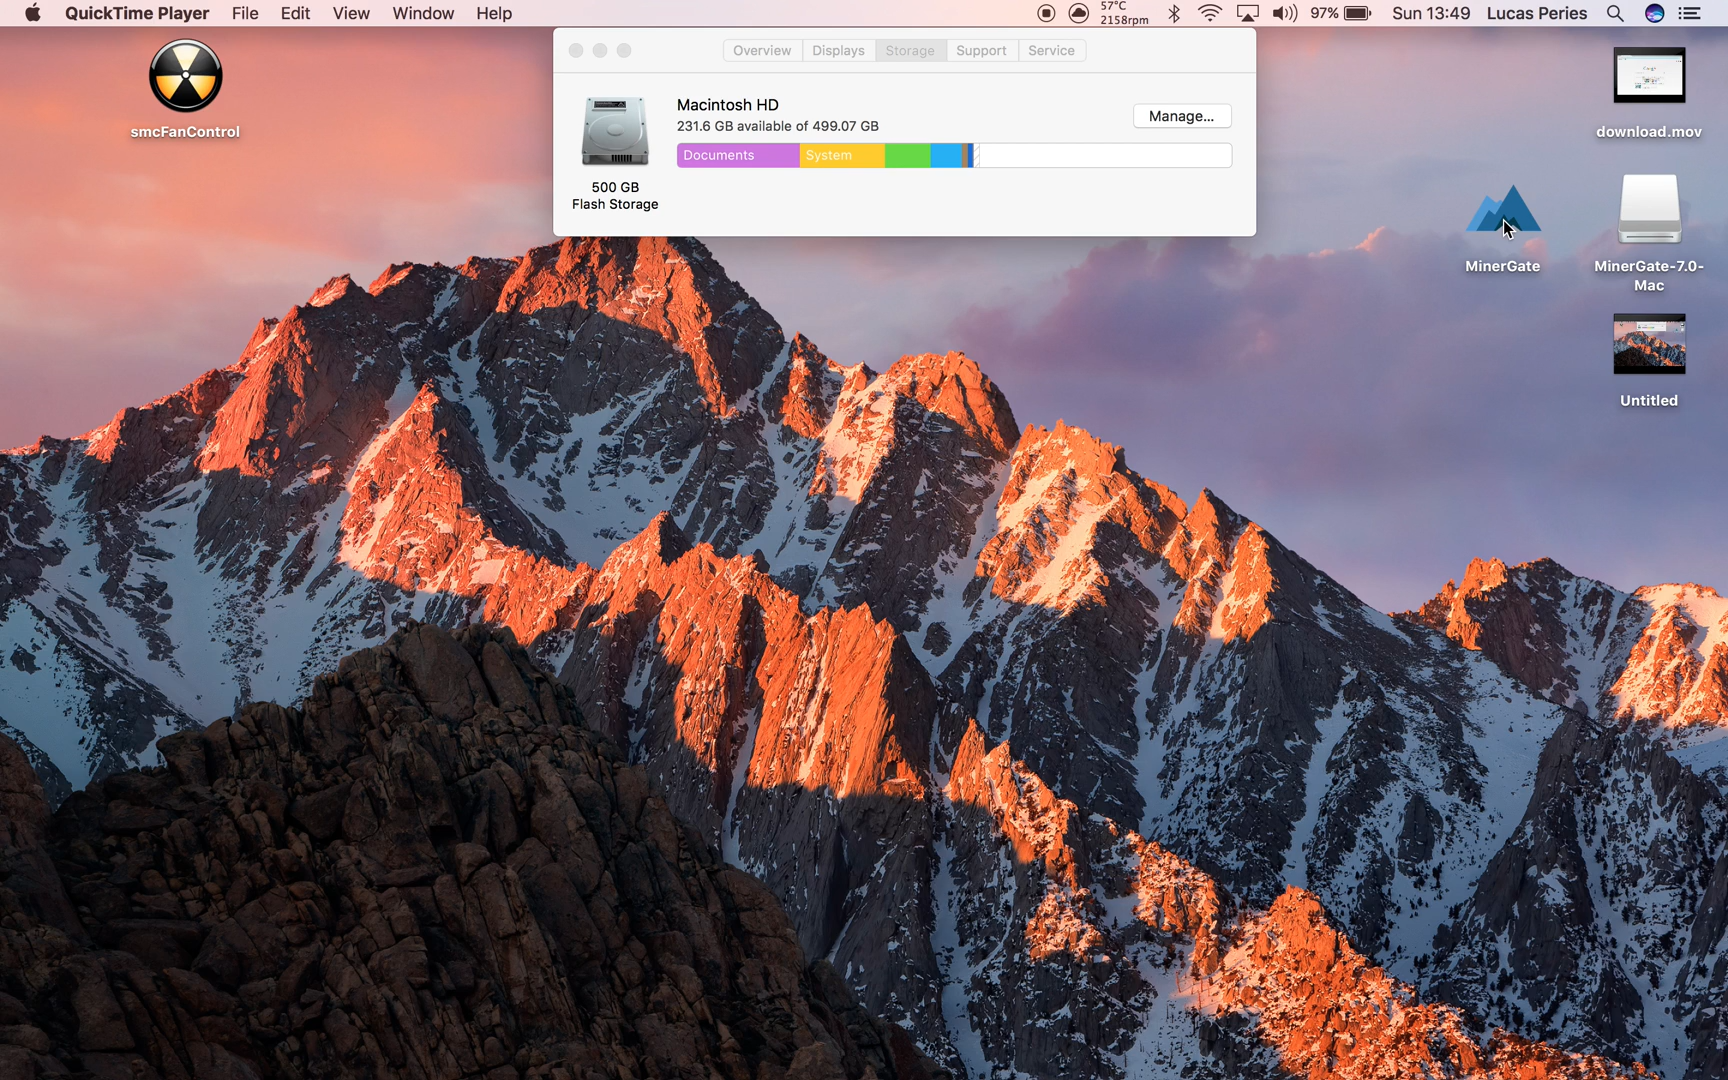 QuickTime Player File Edit View Window Help 57°C 97% Sun 13:49 Lucas Peries
2158rpm
Overview Displays Storage Support Service
Macintosh HD
231.6 GB available of 499.07 GB
Manage...
Documents System
500 GB
Flash Storage
smcFanControl
download.mov
MinerGate
MinerGate-7.0-
Mac
Untitled